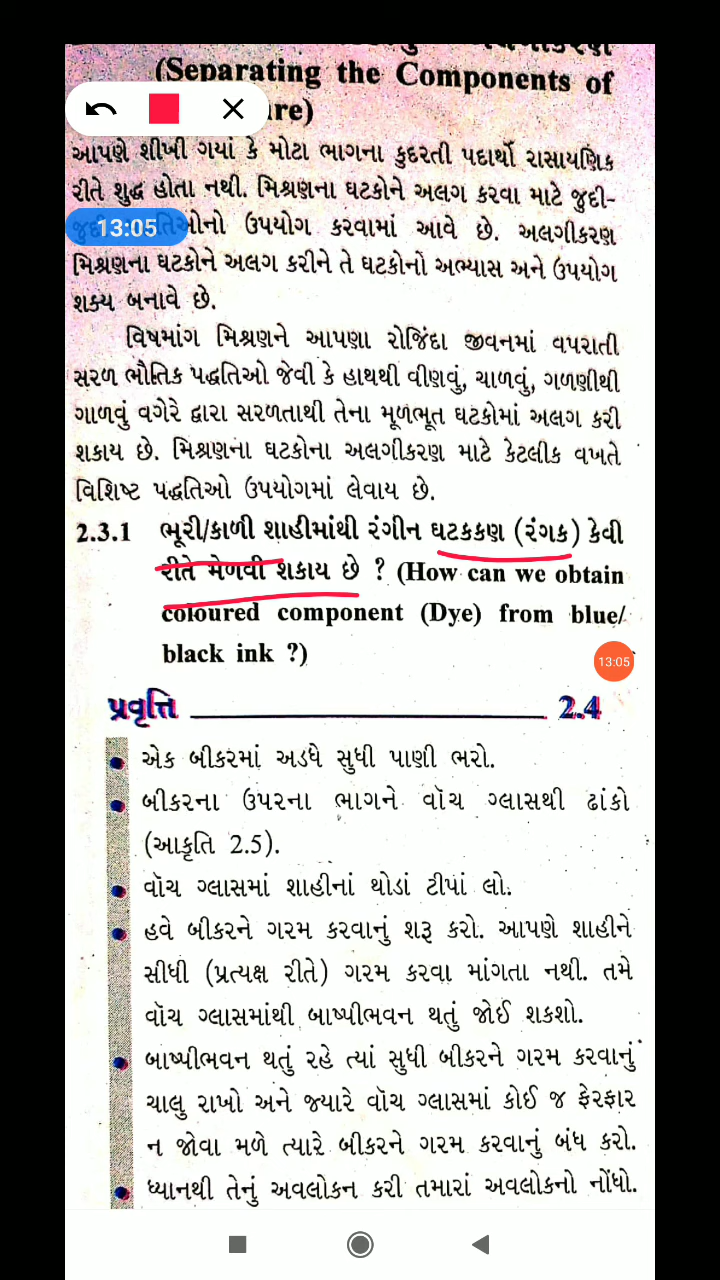 (Separating the Components of
ure)
આપણે શીખી ગયાં કે મોટા ભાગના કુદરતી પદાર્થો રાસાયણિક
રીતે શુદ્ધ હોતા નથી. મિશ્રણના ઘટકોને અલગ કરવા માટે જુદી-
13:05
ઓનો ઉપયોગ કરવામાં આવે છે. અલગીકરણ
મિશ્રણના ઘટકોને અલગ કરીને તે ઘટકોનો અભ્યાસ અને ઉપયોગ
શક્ય બનાવે છે.
વિષમાંગ મિશ્રણને આપણા રોજિંદા જીવનમાં વપરાતી
સરળ ભૌતિક પદ્ધતિઓ જેવી કે હાથથી વીણવું, ચાળવું, ગળણીથી
ગાળવું વગેરે દ્વારા સરળતાથી તેના મૂળભૂત ઘટકોમાં અલગ કરી
શકાય છે. મિશ્રણના ઘટકોના અલગીકરણ માટે કેટલીક વખતે
વિશિષ્ટ પદ્ધતિઓ ઉપયોગમાં લેવાય છે.
2.3.1 ભૂરી/કાળી શાહીમાંથી રંગીન ઘટકકણ (રંગક) કેવી
રીતે મેળવી શકાય છે ? (How can we obtain
coloured component (Dye) from blue/
black ink ?)
13:05
પ્રવૃત્તિ 2.4
એક બીકરમાં અડધે સુધી પાણી ભરો.
બીકરના ઉપરના ભાગને વૉચ ગ્લાસથી ઢાંકો
(આકૃતિ 2.5).
વૉચ ગ્લાસમાં શાહીનાં થોડાં ટીપાં લો.
હવે બીકરને ગરમ કરવાનું શરૂ કરો. આપણે શાહીને
સીધી (પ્રત્યક્ષ રીતે) ગરમ કરવા માંગતા નથી. તમે
વૉચ ગ્લાસમાંથી બાષ્પીભવન થતું જોઈ શકશો.
બાષ્પીભવન થતું રહે ત્યાં સુધી બીકરને ગરમ કરવાનું
ચાલુ રાખો અને જ્યારે વૉચ ગ્લાસમાં કોઈ જ ફેરફાર
ન જોવા મળે ત્યારે બીકરને ગરમ કરવાનું બંધ કરો.
ધ્યાનથી તેનું અવલોકન કરી તમારાં અવલોકનો નોંધો.